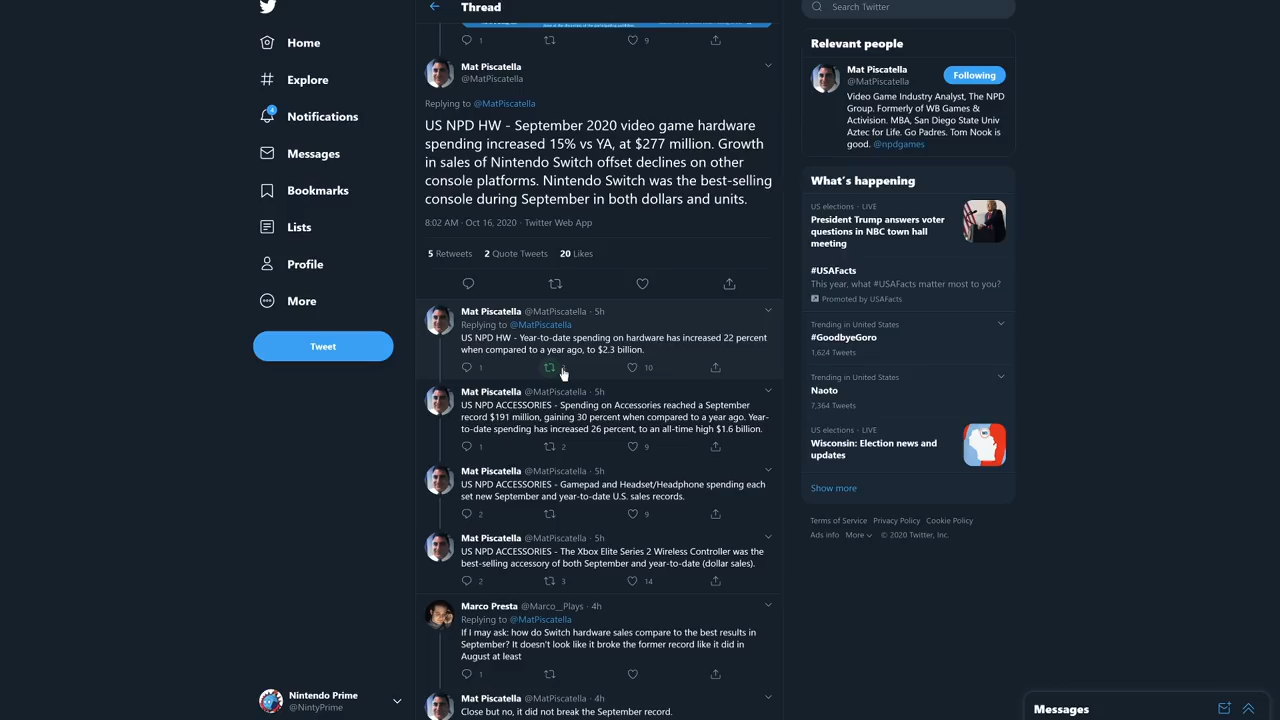 Home
Explore
4
Notifications
Messages
Bookmarks
Lists
Profile
More
Tweet
Nintendo Prime
@NintyPrime
Thread
1
9
Mat Piscatella
@MatPiscatella
Replying to @MatPiscatella
US NPD HW - September 2020 video game hardware
spending increased 15% vs YA, at $277 million. Growth
in sales of Nintendo Switch offset declines on other
console platforms. Nintendo Switch was the best-selling
console during September in both dollars and units.
8:02 AM · Oct 16, 2020 · Twitter Web App
5 Retweets 2 Quote Tweets 20 Likes
Mat Piscatella @MatPiscatella · 5h
Replying to @MatPiscatella
US NPD HW - Year-to-date spending on hardware has increased 22 percent
when compared to a year ago, to $2.3 billion.
1 10
Mat Piscatella @MatPiscatella · 5h
US NPD ACCESSORIES - Spending on Accessories reached a September
record $191 million, gaining 30 percent when compared to a year ago. Year-
to-date spending has increased 26 percent, to an all-time high $1.6 billion.
1 2 9
Mat Piscatella @MatPiscatella · 5h
US NPD ACCESSORIES - Gamepad and Headset/Headphone spending each
set new September and year-to-date U.S. sales records.
2 9
Mat Piscatella @MatPiscatella · 5h
US NPD ACCESSORIES - The Xbox Elite Series 2 Wireless Controller was the
best-selling accessory of both September and year-to-date (dollar sales).
2 3 14
Marco Presta @Marco__Plays · 4h
Replying to @MatPiscatella
If I may ask: how do Switch hardware sales compare to the best results in
September? It doesn't look like it broke the former record like it did in
August at least
1
Mat Piscatella @MatPiscatella · 4h
Close but no, it did not break the September record.
Search Twitter
Relevant people
Mat Piscatella
@MatPiscatella
Following
Video Game Industry Analyst, The NPD
Group. Formerly of WB Games &
Activision. MBA, San Diego State Univ
Aztec for Life. Go Padres. Tom Nook is
good. @npdgames
What's happening
US elections · LIVE
President Trump answers voter
questions in NBC town hall
meeting
#USAFacts
This year, what #USAFacts matter most to you?
Promoted by USAFacts
Trending in United States
#GoodbyeGoro
1,624 Tweets
Trending in United States
Naoto
7,364 Tweets
US elections · LIVE
Wisconsin: Election news and
updates
Show more
Terms of Service Privacy Policy Cookie Policy
Ads info More © 2020 Twitter, Inc.
Messages